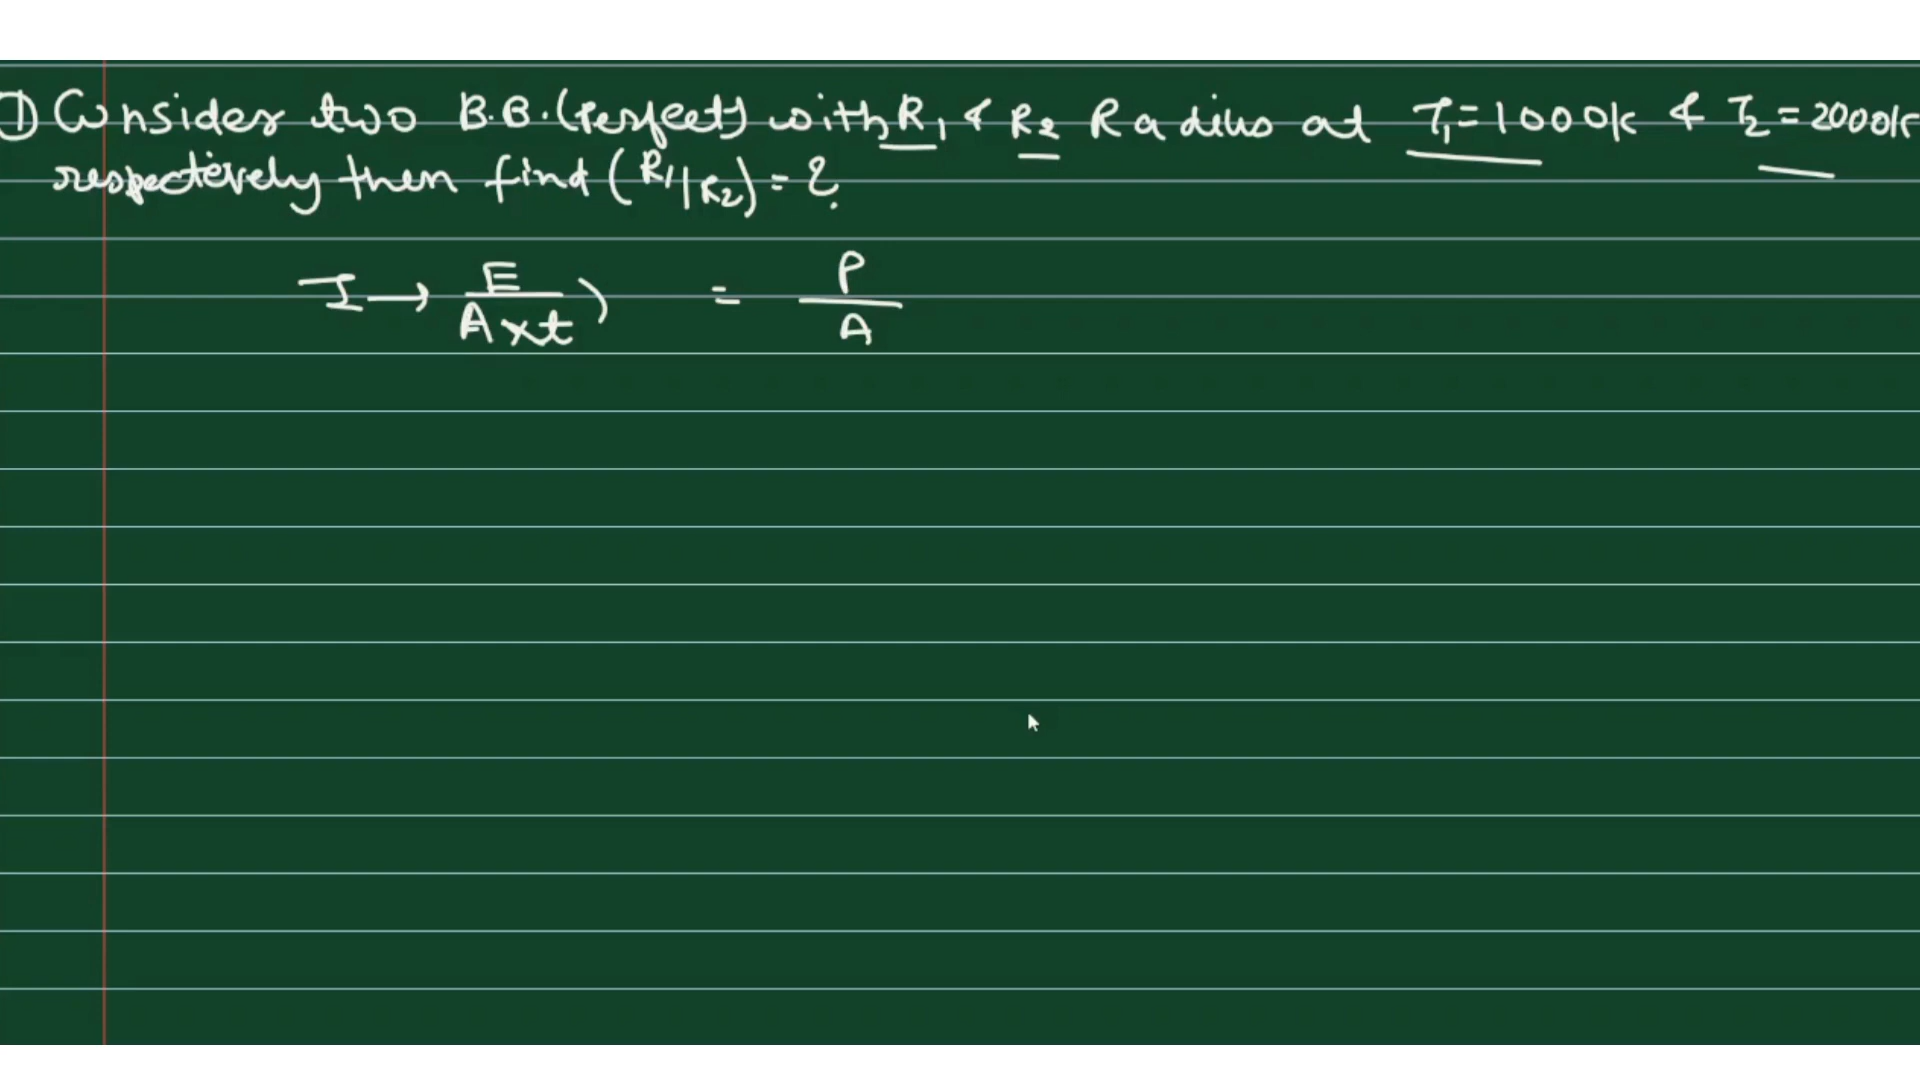 ① Consider two B.B.(Perfect) with R₁ & R₂ Radius at T₁=1000k & T₂=2000k
respectively then find (R₁/R₂)=?
I→ E/(A×t) ) = P/A